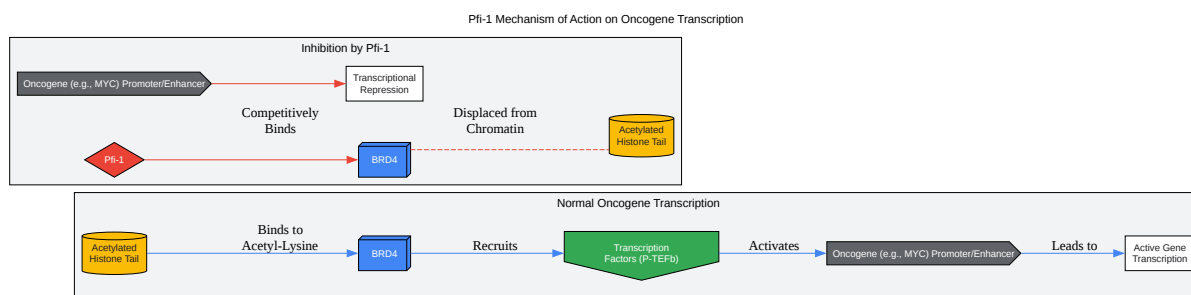 Pfi-1 Mechanism of Action on Oncogene Transcription
Inhibition by Pfi-1
Oncogene (e.g., MYC) Promoter/Enhancer
Transcriptional
Repression
Competitively
Binds
Displaced from
Chromatin
Acetylated
Histone Tail
Pfi-1
BRD4
Normal Oncogene Transcription
Acetylated
Histone Tail
Binds to
Acetyl-Lysine
BRD4
Recruits
Transcription
Factors (P-TEFb)
Activates
Oncogene (e.g., MYC) Promoter/Enhancer
Leads to
Active Gene
Transcription